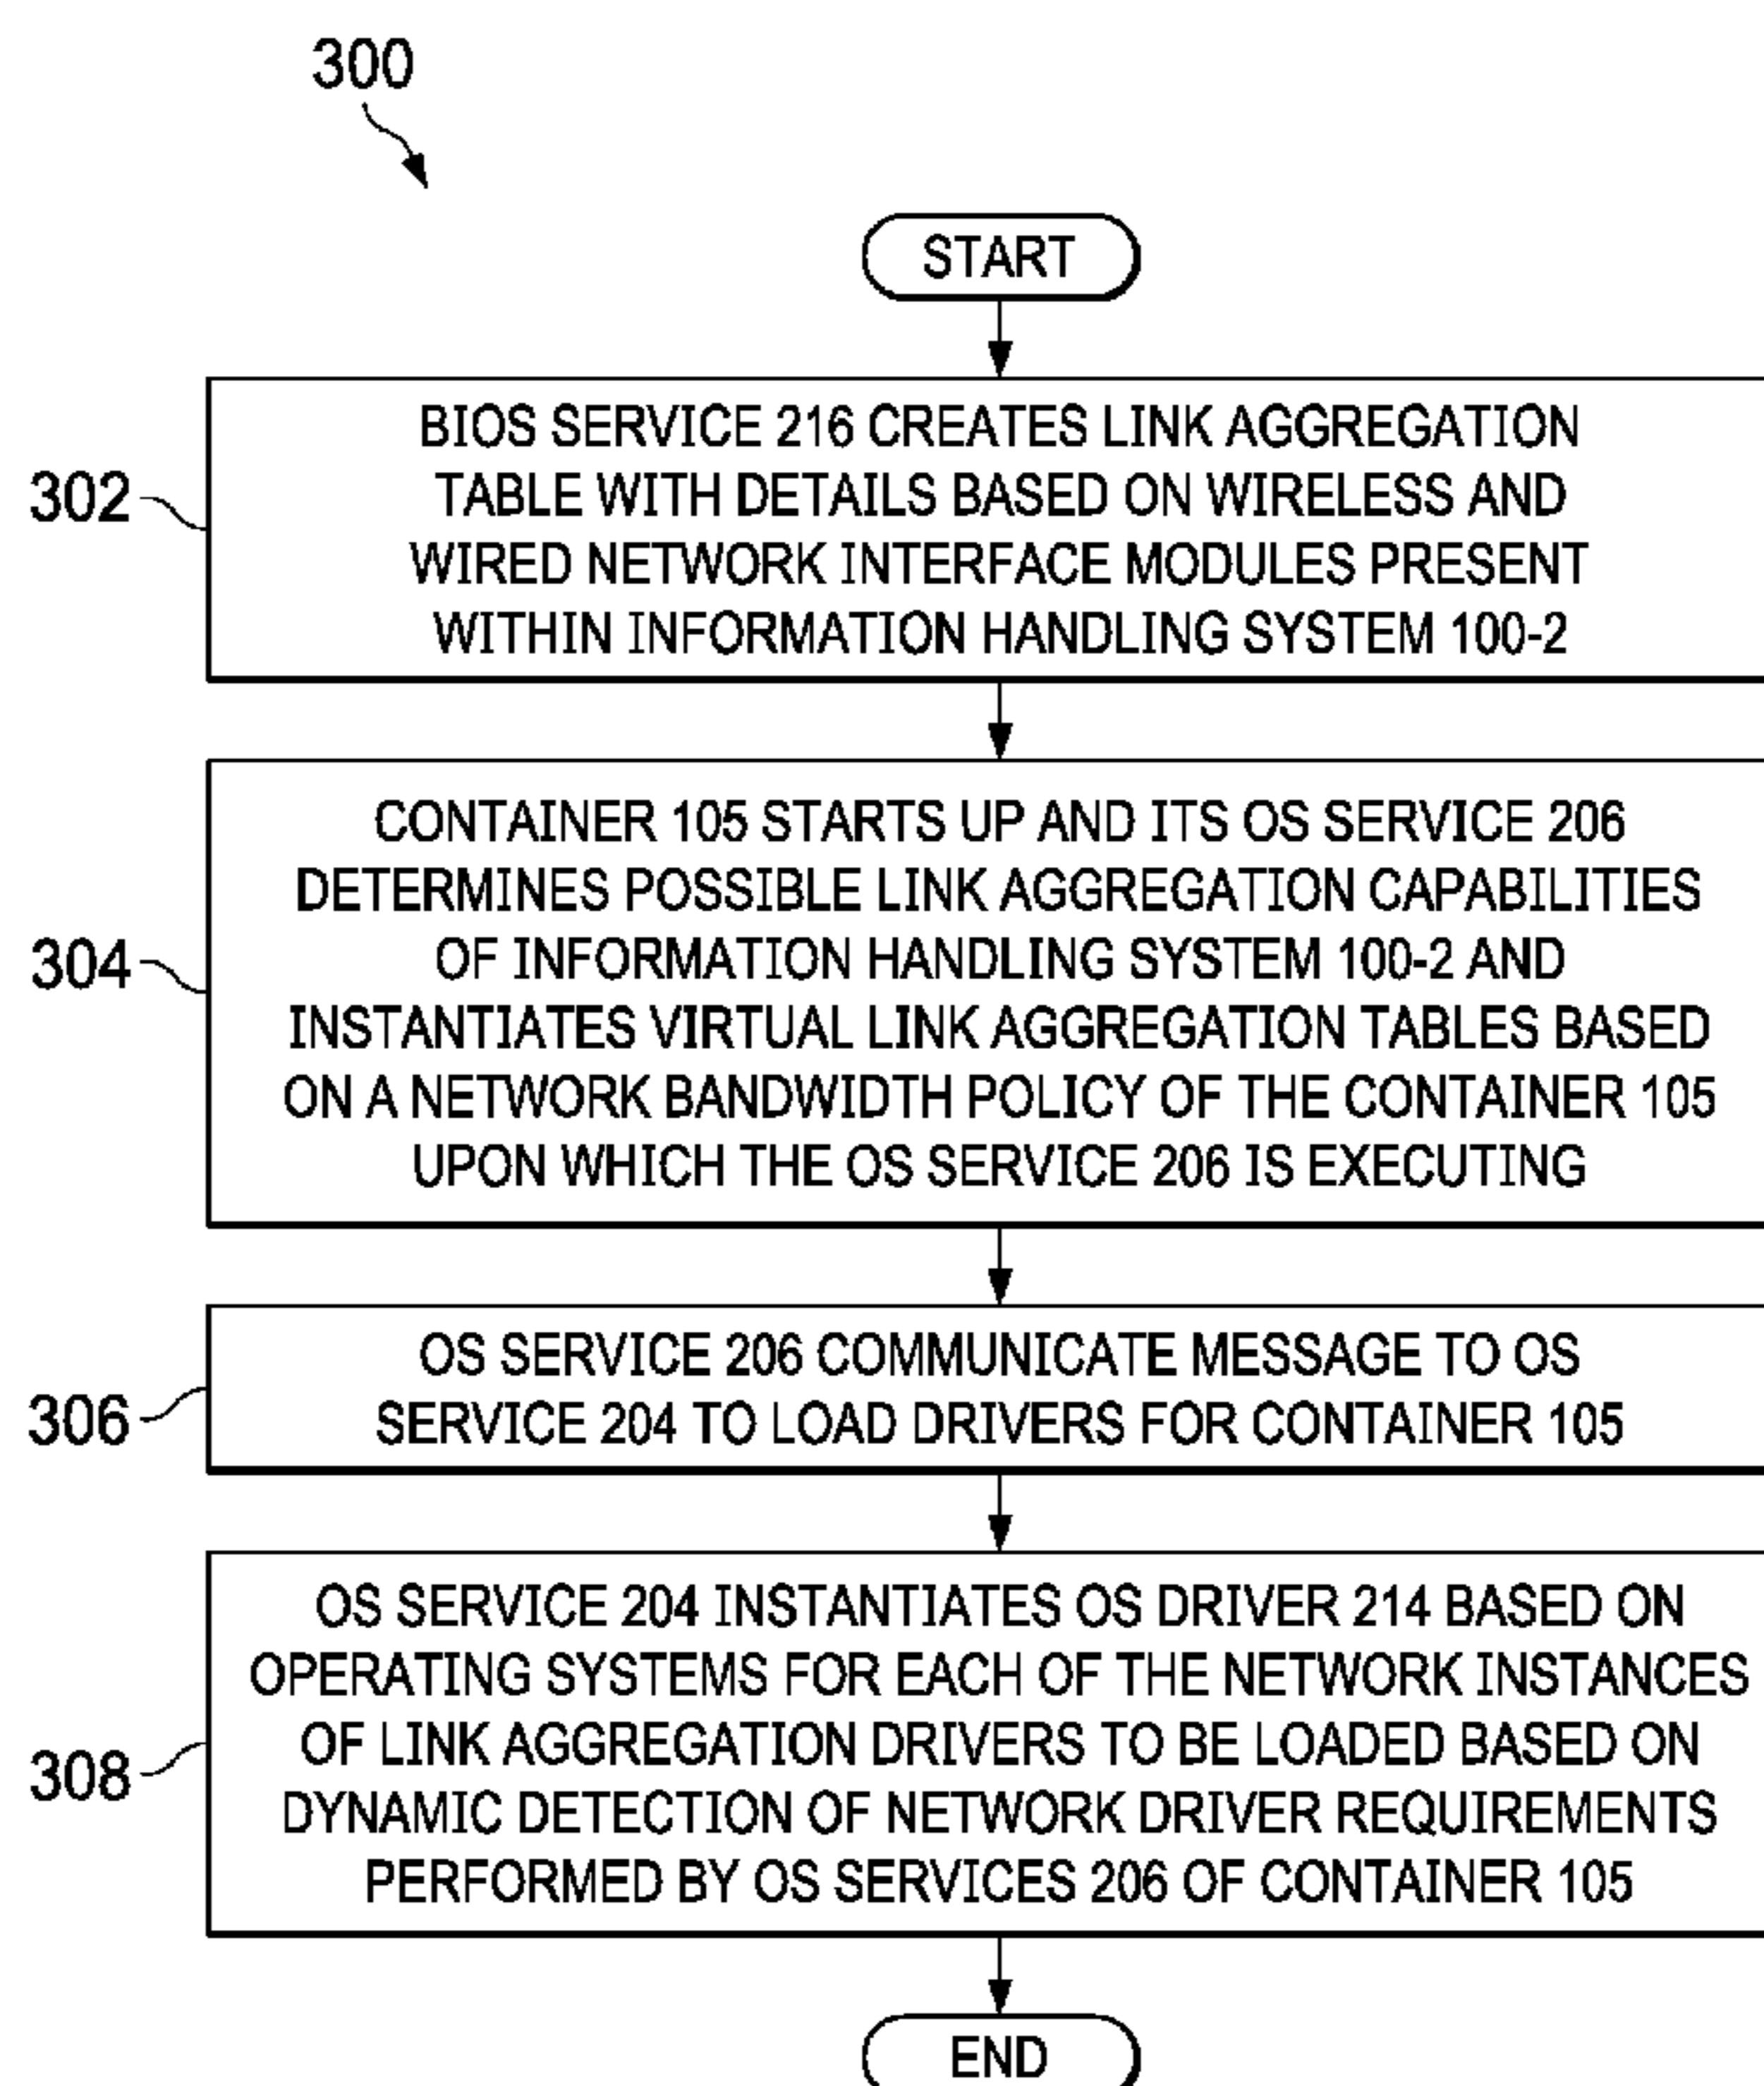 300
START
302
BIOS SERVICE 216 CREATES LINK AGGREGATION
TABLE WITH DETAILS BASED ON WIRELESS AND
WIRED NETWORK INTERFACE MODULES PRESENT
WITHIN INFORMATION HANDLING SYSTEM 100-2
304
CONTAINER 105 STARTS UP AND ITS OS SERVICE 206
DETERMINES POSSIBLE LINK AGGREGATION CAPABILITIES
OF INFORMATION HANDLING SYSTEM 100-2 AND
INSTANTIATES VIRTUAL LINK AGGREGATION TABLES BASED
ON A NETWORK BANDWIDTH POLICY OF THE CONTAINER 105
UPON WHICH THE OS SERVICE 206 IS EXECUTING
306
OS SERVICE 206 COMMUNICATE MESSAGE TO OS
SERVICE 204 TO LOAD DRIVERS FOR CONTAINER 105
308
OS SERVICE 204 INSTANTIATES OS DRIVER 214 BASED ON
OPERATING SYSTEMS FOR EACH OF THE NETWORK INSTANCES
OF LINK AGGREGATION DRIVERS TO BE LOADED BASED ON
DYNAMIC DETECTION OF NETWORK DRIVER REQUIREMENTS
PERFORMED BY OS SERVICES 206 OF CONTAINER 105
END